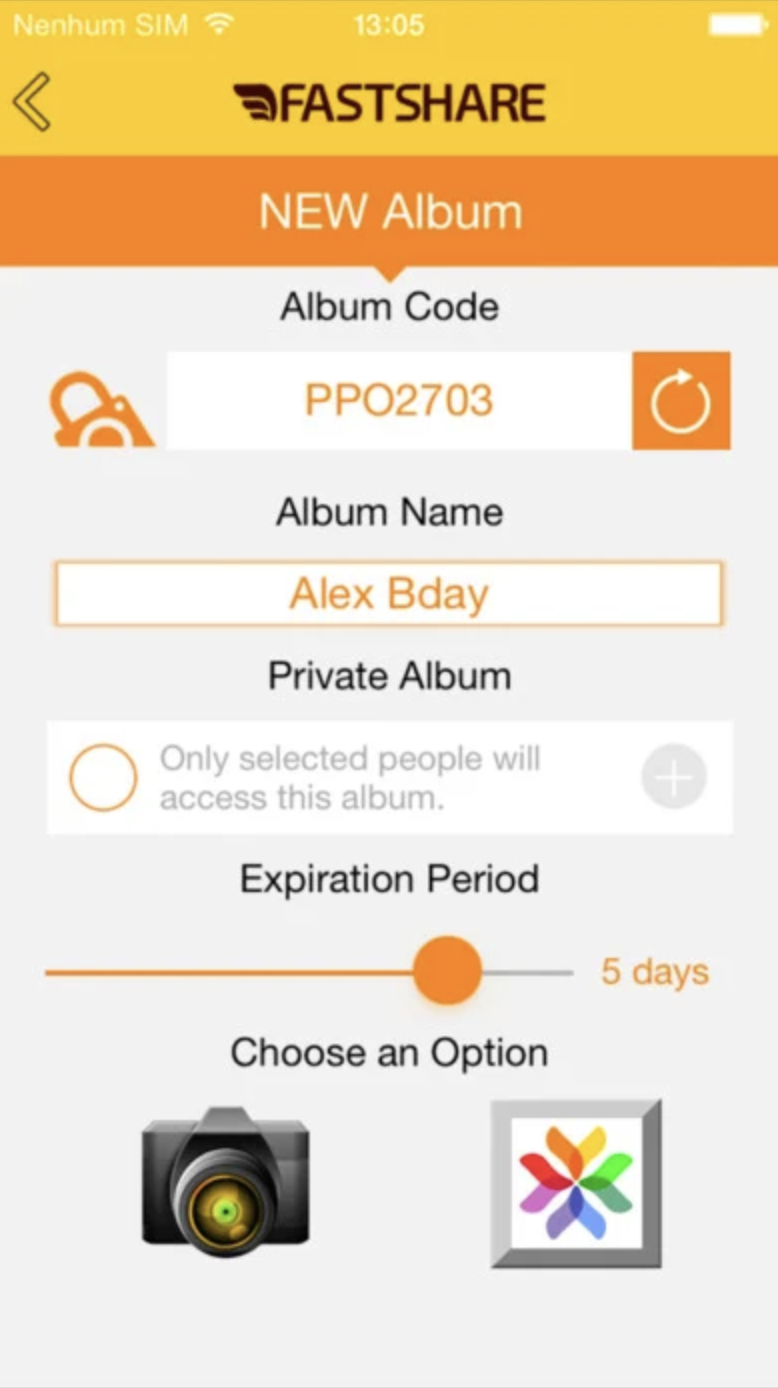 Nenhum SIM 13:05
FASTSHARE
NEW Album
Album Code
PPO2703
Album Name
Alex Bday
Private Album
Only selected people will
access this album.
Expiration Period
5 days
Choose an Option